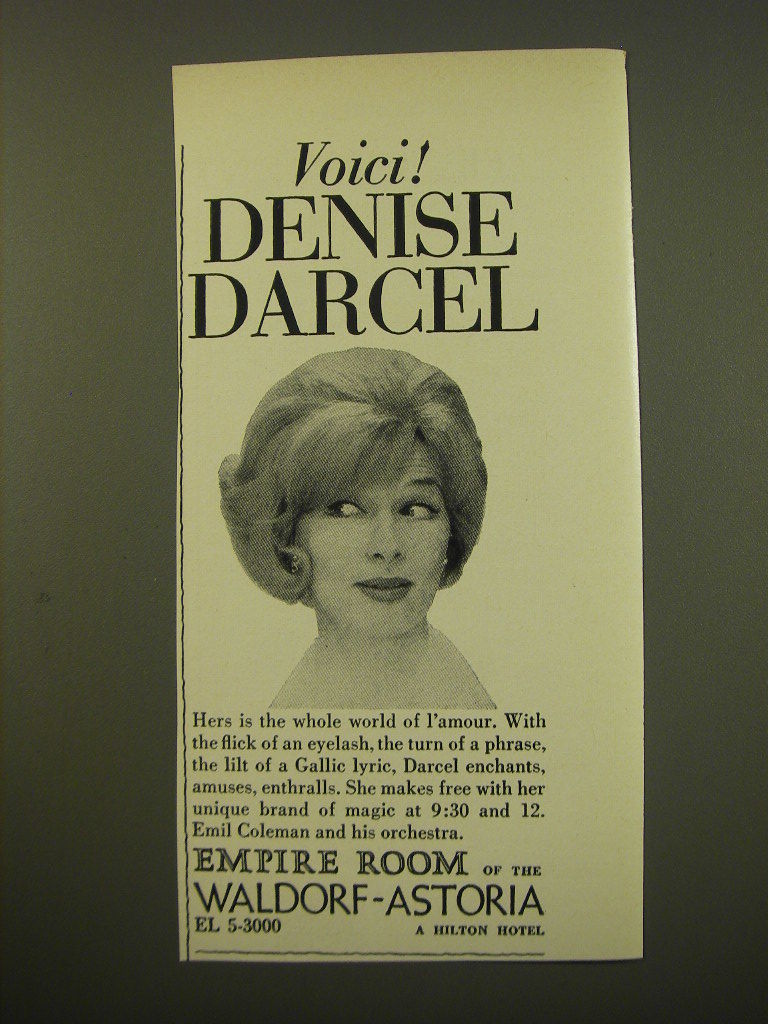 Voici!
DENISE
DARCEL
Hers is the whole world of l'amour. With
the flick of an eyelash, the turn of a phrase,
the lilt of a Gallic lyric, Darcel enchants,
amuses, enthralls. She makes free with her
unique brand of magic at 9:30 and 12.
Emil Coleman and his orchestra.
EMPIRE ROOM OF THE
WALDORF-ASTORIA
EL 5-3000 A HILTON HOTEL